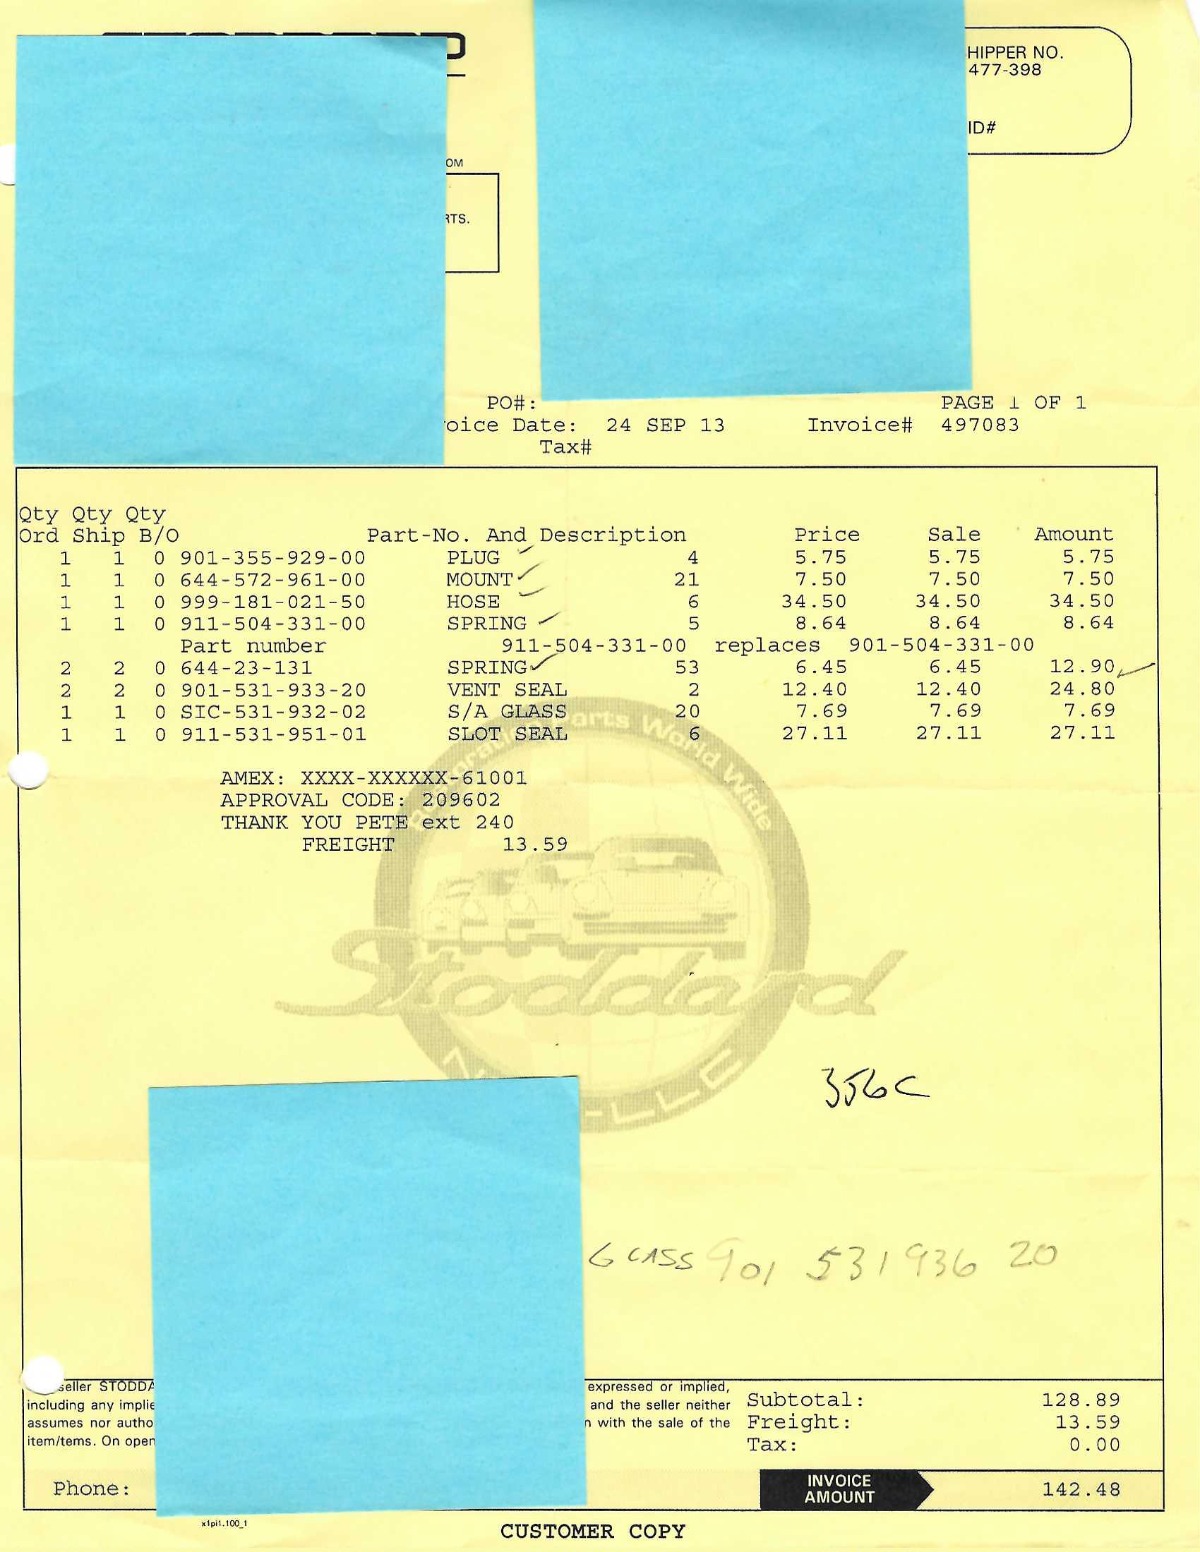 HIPPER NO.
477-398
ID#
OM
RTS.
PO#: PAGE 1 OF 1
oice Date: 24 SEP 13 Invoice# 497083
Tax#
Qty Qty Qty
Ord Ship B/O Part-No. And Description Price Sale Amount
1 1 0 901-355-929-00 PLUG 4 5.75 5.75 5.75
1 1 0 644-572-961-00 MOUNT 21 7.50 7.50 7.50
1 1 0 999-181-021-50 HOSE 6 34.50 34.50 34.50
1 1 0 911-504-331-00 SPRING 5 8.64 8.64 8.64
Part number 911-504-331-00 replaces 901-504-331-00
2 2 0 644-23-131 SPRING 53 6.45 6.45 12.90
2 2 0 901-531-933-20 VENT SEAL 2 12.40 12.40 24.80
1 1 0 SIC-531-932-02 S/A GLASS 20 7.69 7.69 7.69
1 1 0 911-531-951-01 SLOT SEAL 6 27.11 27.11 27.11
Restoration Parts World Wide
AMEX: XXXX-XXXXXX-61001
APPROVAL CODE: 209602
THANK YOU PETE ext 240
FREIGHT 13.59
Stoddard
LLC
356C
GLASS 901 531 936 20
seller STODDA expressed or implied,
including any implie and the seller neither
assumes nor autho n with the sale of the
item/tems. On open
Subtotal: 128.89
Freight: 13.59
Tax: 0.00
Phone:
INVOICE
AMOUNT 142.48
x1pi1.100_1
CUSTOMER COPY